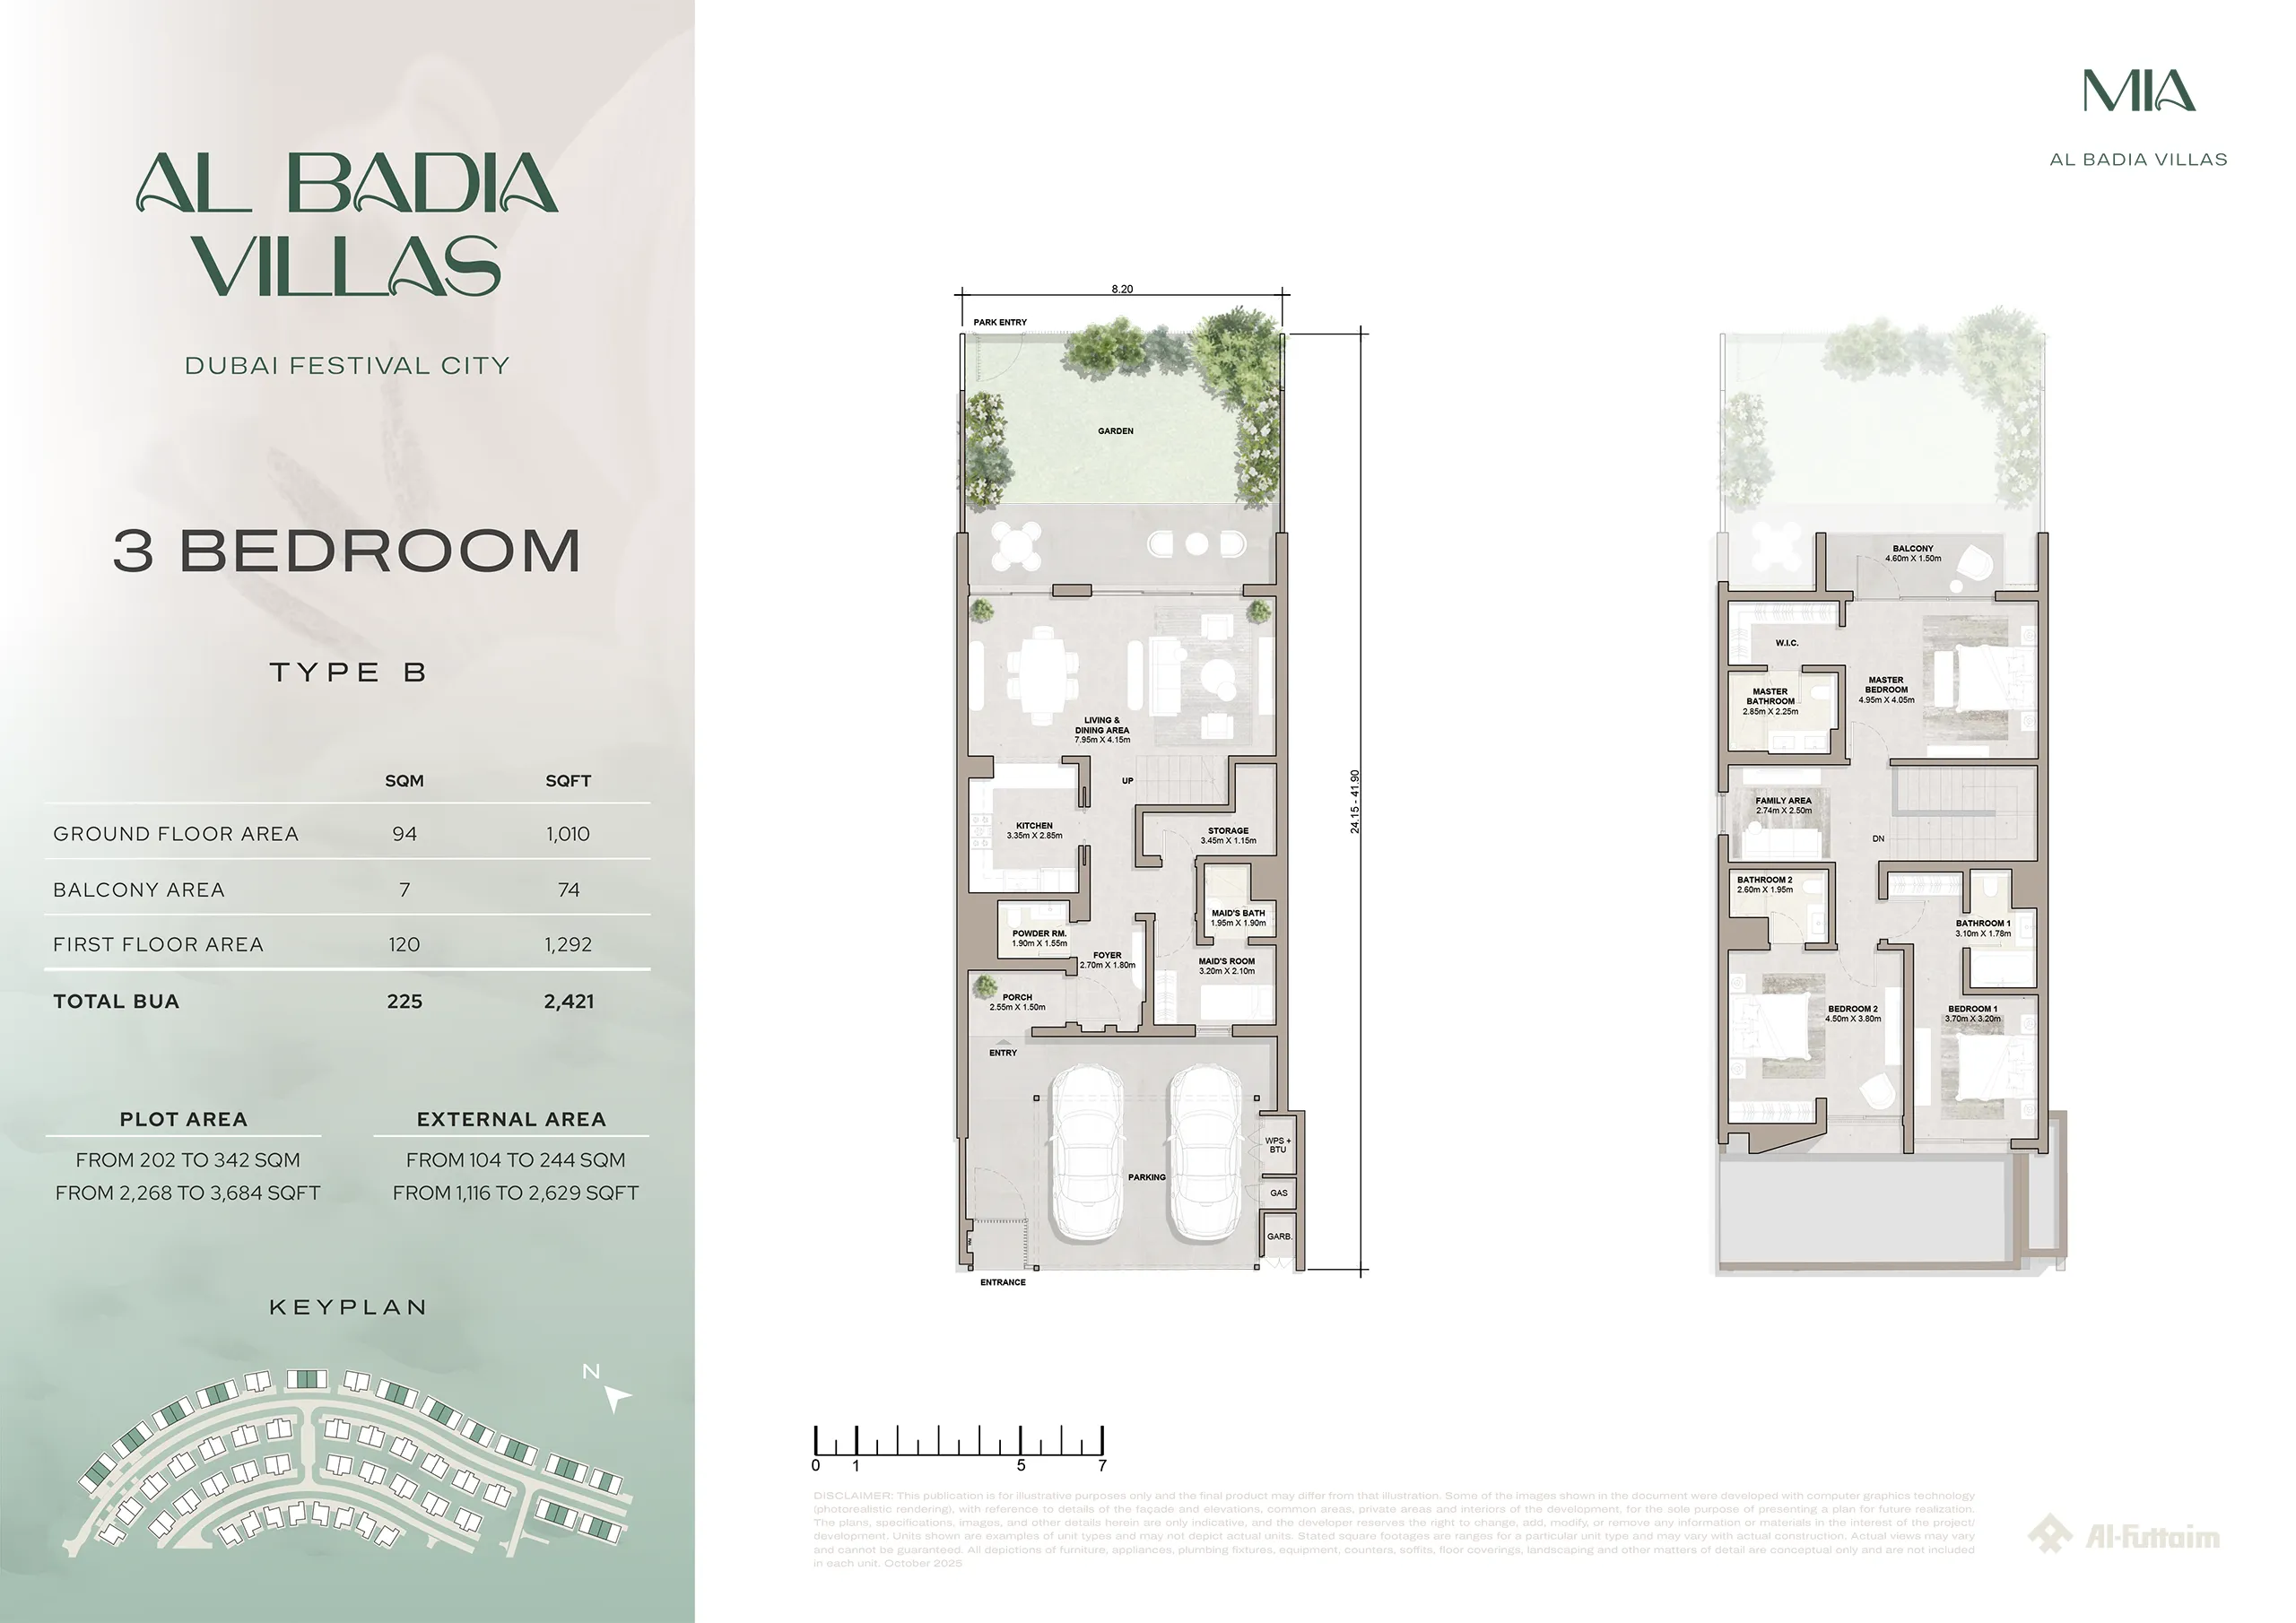 AL BADIA
VILLAS
DUBAI FESTIVAL CITY
3 BEDROOM
TYPE B
SQM SQFT
GROUND FLOOR AREA 94 1,010
BALCONY AREA 7 74
FIRST FLOOR AREA 120 1,292
TOTAL BUA 225 2,421
PLOT AREA
FROM 202 TO 342 SQM
FROM 2,268 TO 3,684 SQFT
EXTERNAL AREA
FROM 104 TO 244 SQM
FROM 1,116 TO 2,629 SQFT
KEYPLAN
N
MIA
AL BADIA VILLAS
8.20
PARK ENTRY
GARDEN
LIVING &
DINING AREA
7.95m X 4.15m
UP
24.15 - 41.90
KITCHEN
3.35m X 2.85m
STORAGE
3.45m X 1.15m
MAID'S BATH
1.95m X 1.90m
POWDER RM.
1.90m X 1.55m
FOYER
2.70m X 1.80m
MAID'S ROOM
3.20m X 2.10m
PORCH
2.55m X 1.50m
ENTRY
WPS +
BTU
PARKING
GAS
GARB.
ENTRANCE
BALCONY
4.60m X 1.50m
W.I.C.
MASTER
BATHROOM
2.85m X 2.25m
MASTER
BEDROOM
4.95m X 4.05m
FAMILY AREA
2.74m X 2.50m
DN
BATHROOM 2
2.60m X 1.95m
BATHROOM 1
3.10m X 1.78m
BEDROOM 2
4.50m X 3.80m
BEDROOM 1
3.70m X 3.20m
0 1 5 7
DISCLAIMER: This publication is for illustrative purposes only and the final product may differ from that illustration. Some of the images shown in the document were developed with computer graphics technology
(photorealistic rendering), with reference to details of the façade and elevations, common areas, private areas and interiors of the development, for the sole purpose of presenting a plan for future realization.
The plans, specifications, images, and other details herein are only indicative, and the developer reserves the right to change, add, modify, or remove any information or materials in the interest of the project/
development. Units shown are examples of unit types and may not depict actual units. Stated square footages are ranges for a particular unit type and may vary with actual construction. Actual views may vary
and cannot be guaranteed. All depictions of furniture, appliances, plumbing fixtures, equipment, counters, soffits, floor coverings, landscaping and other matters of detail are conceptual only and are not included
in each unit. October 2025
Al-Futtaim